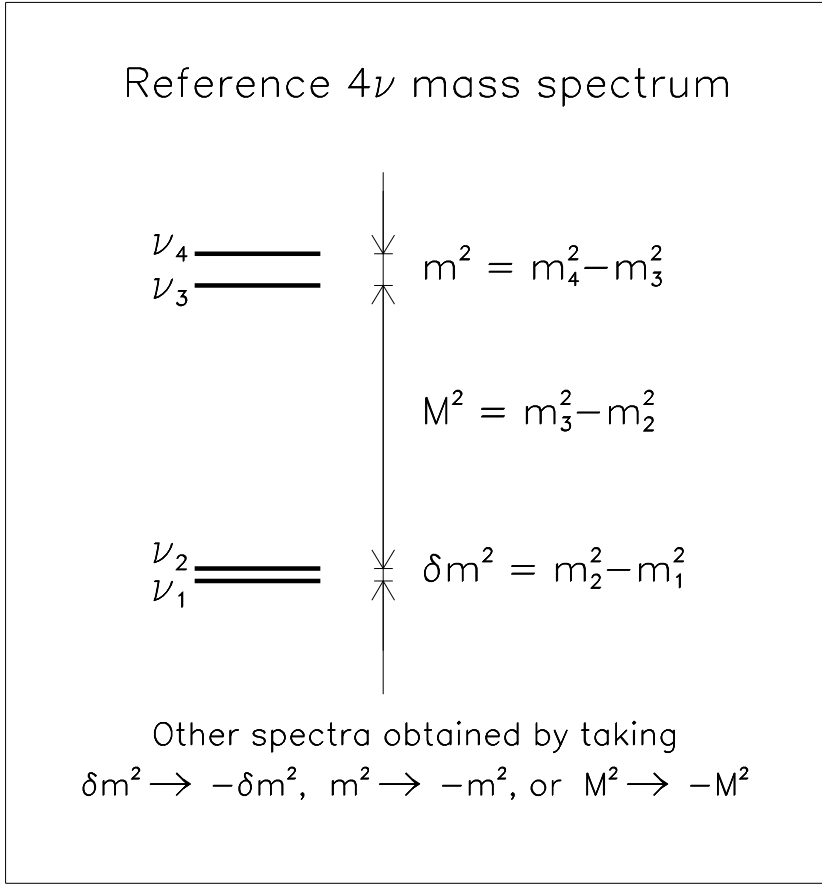 Reference 4ν mass spectrum
ν₄
ν₃
m² = m₄²−m₃²
M² = m₃²−m₂²
ν₂
ν₁
δm² = m₂²−m₁²
Other spectra obtained by taking
δm²→ −δm², m²→ −m², or M²→ −M²